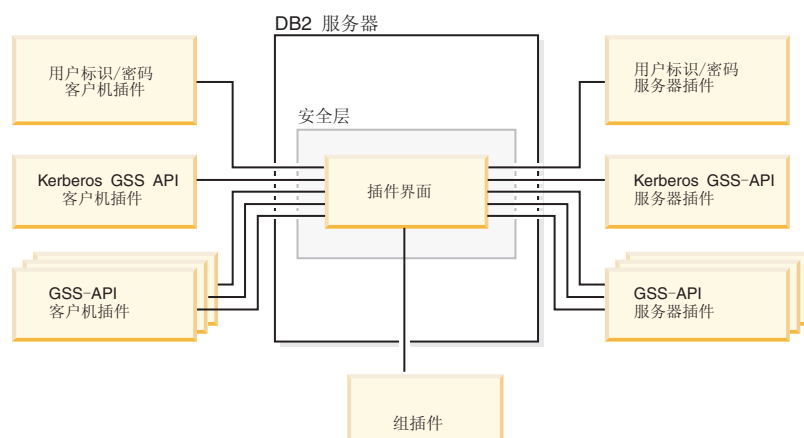 DB2 服务器
用户标识/密码
客户机插件
用户标识/密码
服务器插件
安全层
Kerberos GSS API
客户机插件
插件界面
Kerberos GSS-API
服务器插件
GSS-API
客户机插件
GSS-API
服务器插件
组插件